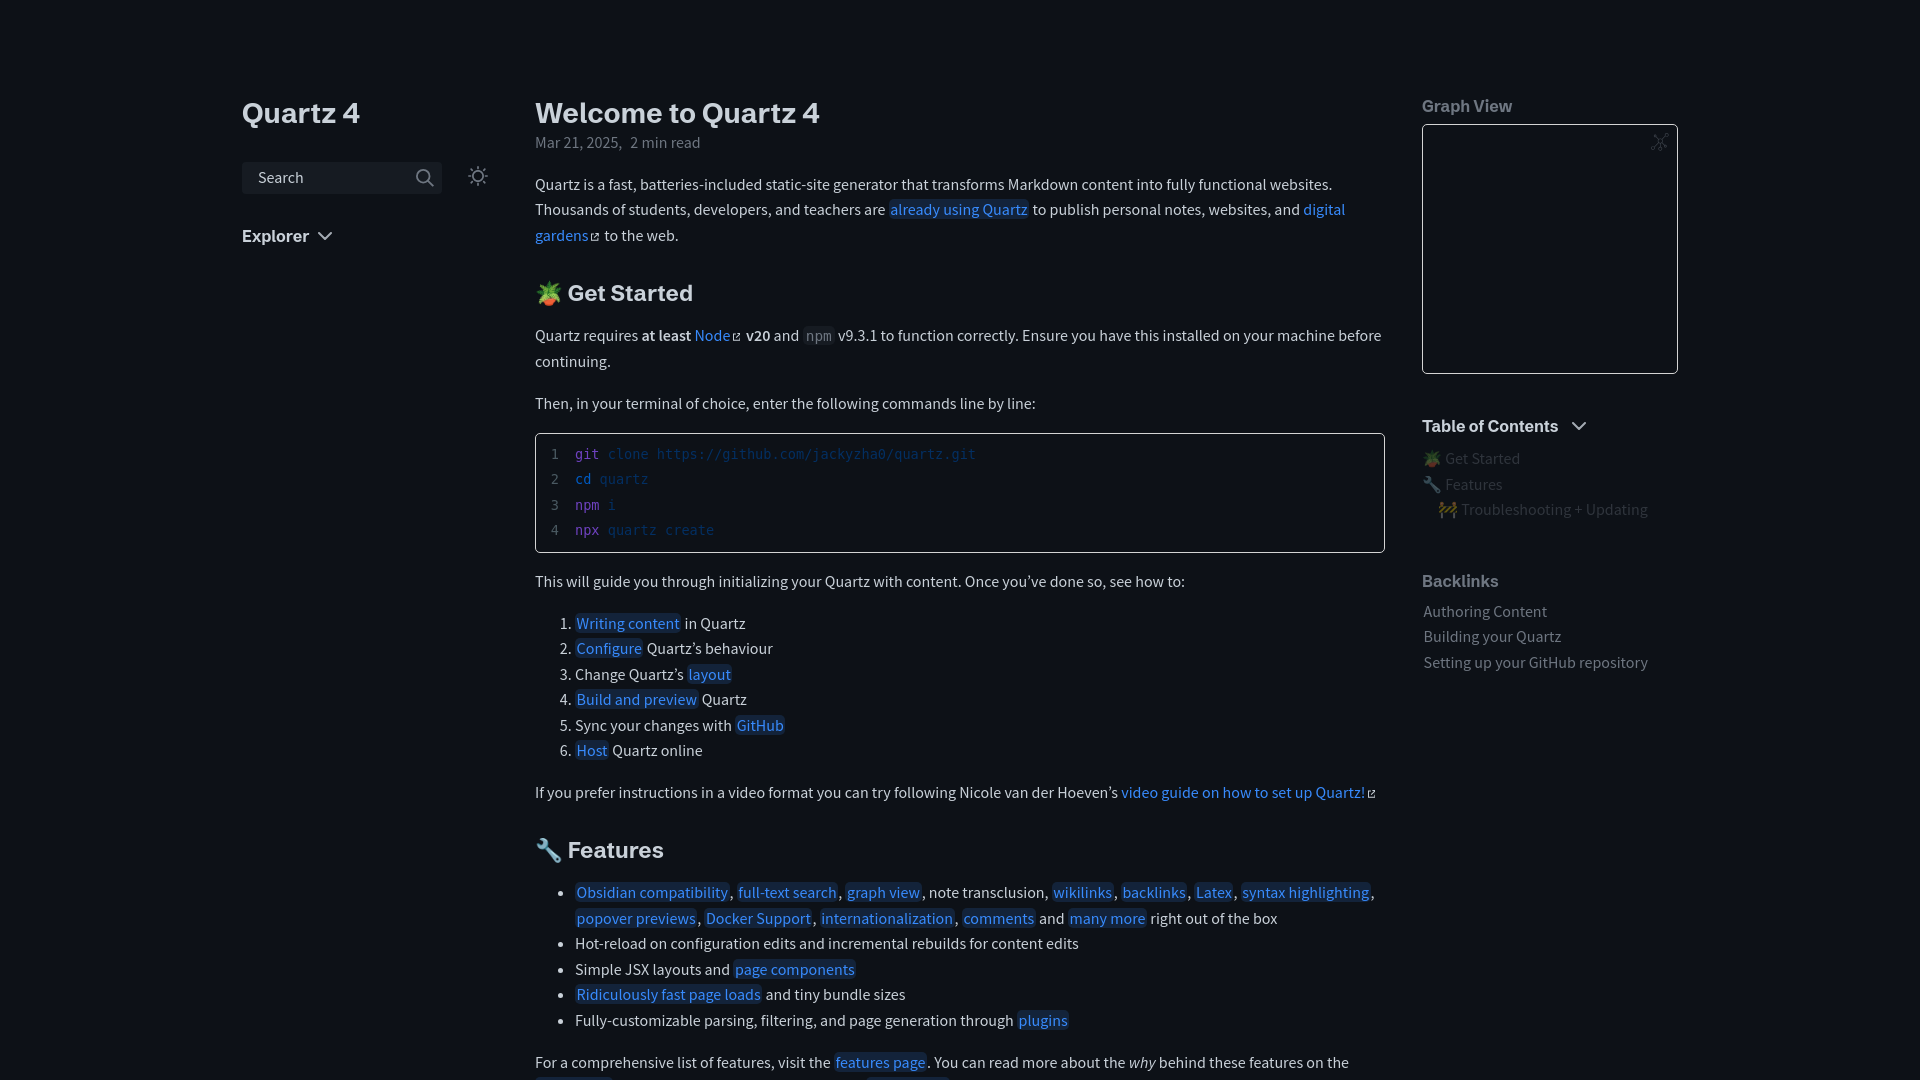 Quartz 4
Search
Explorer
Welcome to Quartz 4
Mar 21, 2025, 2 min read
Quartz is a fast, batteries-included static-site generator that transforms Markdown content into fully functional websites.
Thousands of students, developers, and teachers are already using Quartz to publish personal notes, websites, and digital
gardens to the web.
🪴 Get Started
Quartz requires at least Node v20 and npm v9.3.1 to function correctly. Ensure you have this installed on your machine before
continuing.
Then, in your terminal of choice, enter the following commands line by line:
1 git clone https://github.com/jackyzha0/quartz.git
2 cd quartz
3 npm i
4 npx quartz create
This will guide you through initializing your Quartz with content. Once you’ve done so, see how to:
1. Writing content in Quartz
2. Configure Quartz’s behaviour
3. Change Quartz’s layout
4. Build and preview Quartz
5. Sync your changes with GitHub
6. Host Quartz online
If you prefer instructions in a video format you can try following Nicole van der Hoeven’s video guide on how to set up Quartz!
🔧 Features
• Obsidian compatibility, full-text search, graph view, note transclusion, wikilinks, backlinks, Latex, syntax highlighting,
popover previews, Docker Support, internationalization, comments and many more right out of the box
• Hot-reload on configuration edits and incremental rebuilds for content edits
• Simple JSX layouts and page components
• Ridiculously fast page loads and tiny bundle sizes
• Fully-customizable parsing, filtering, and page generation through plugins
For a comprehensive list of features, visit the features page. You can read more about the why behind these features on the
Graph View
Table of Contents
🪴 Get Started
🔧 Features
🚧 Troubleshooting + Updating
Backlinks
Authoring Content
Building your Quartz
Setting up your GitHub repository